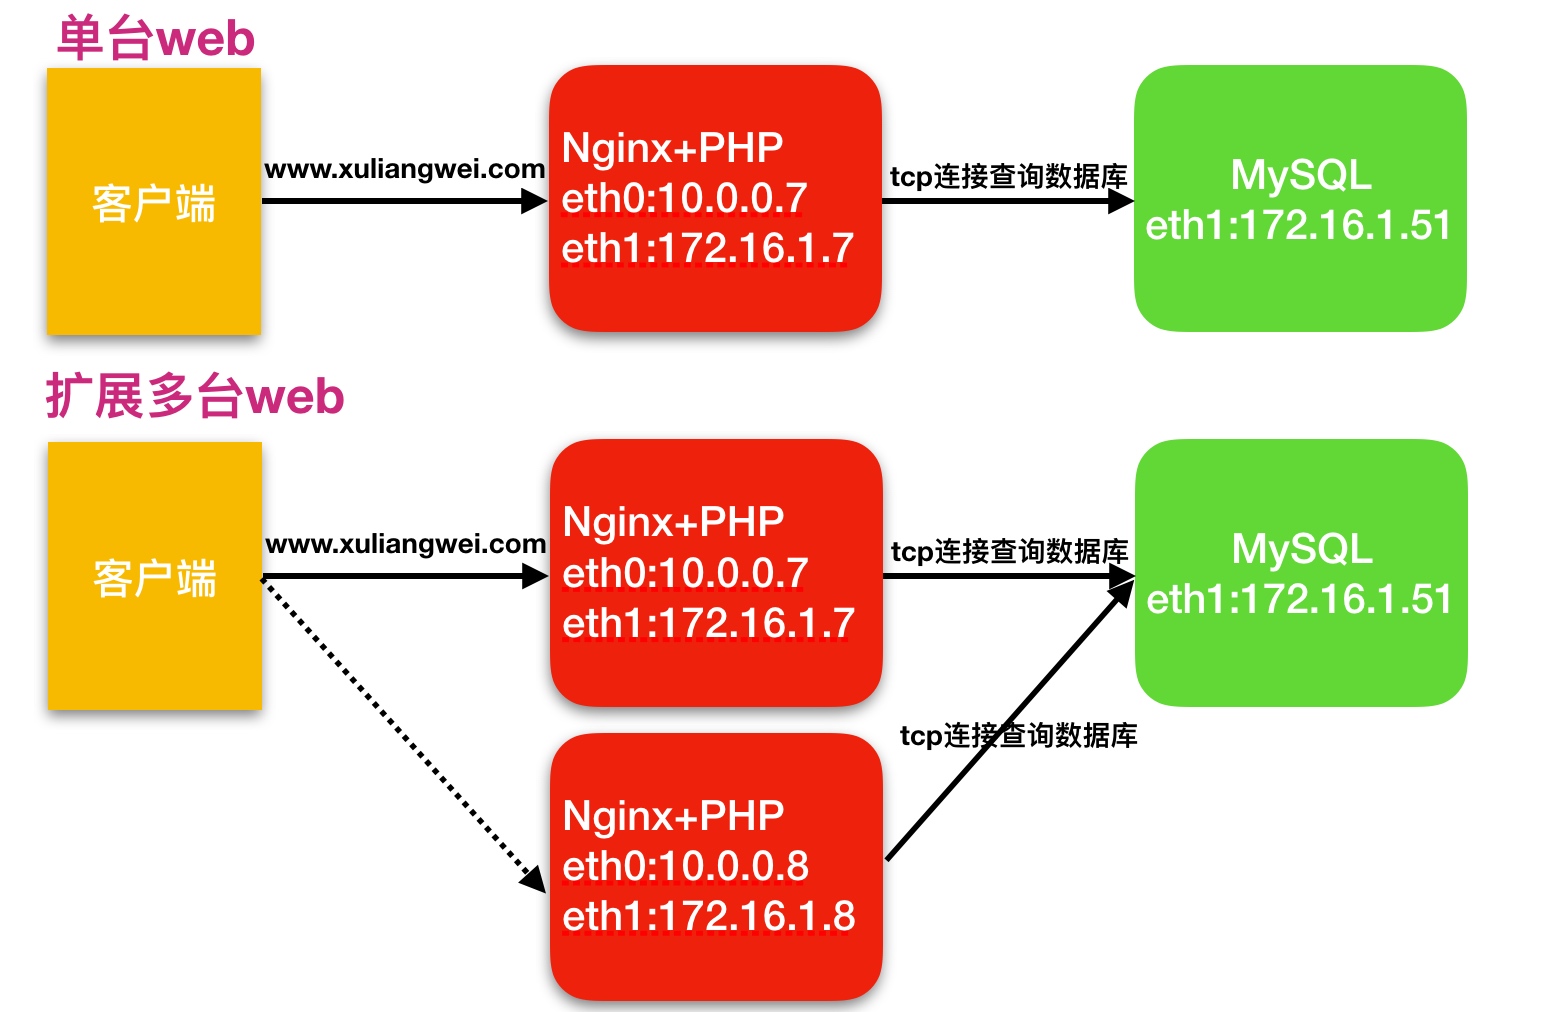 单台web
客户端
www.xuliangwei.com
Nginx+PHP
eth0:10.0.0.7
eth1:172.16.1.7
tcp连接查询数据库
MySQL
eth1:172.16.1.51
扩展多台web
客户端
www.xuliangwei.com
Nginx+PHP
eth0:10.0.0.7
eth1:172.16.1.7
tcp连接查询数据库
MySQL
eth1:172.16.1.51
tcp连接查询数据库
Nginx+PHP
eth0:10.0.0.8
eth1:172.16.1.8